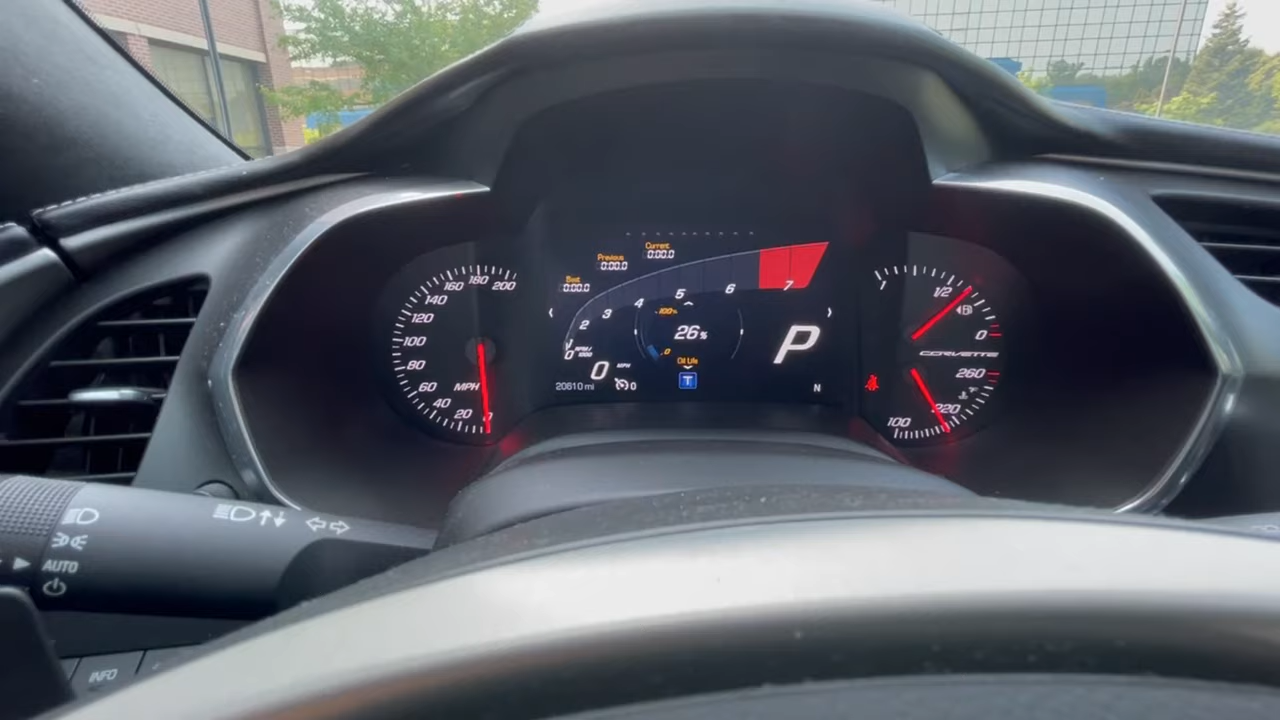 Current
0:00.0
Previous
0:00.0
Best
0:00.0
160 180 200
140
120
100
80
60
40
20
MPH
2 3 4 5 6 7
0 RPM/1000
100%
26%
0
Oil Life
T
P
0 MPH
20610 mi
0
N
1
1/2
0
CORVETTE
260
°F
220
100
AUTO
INFO